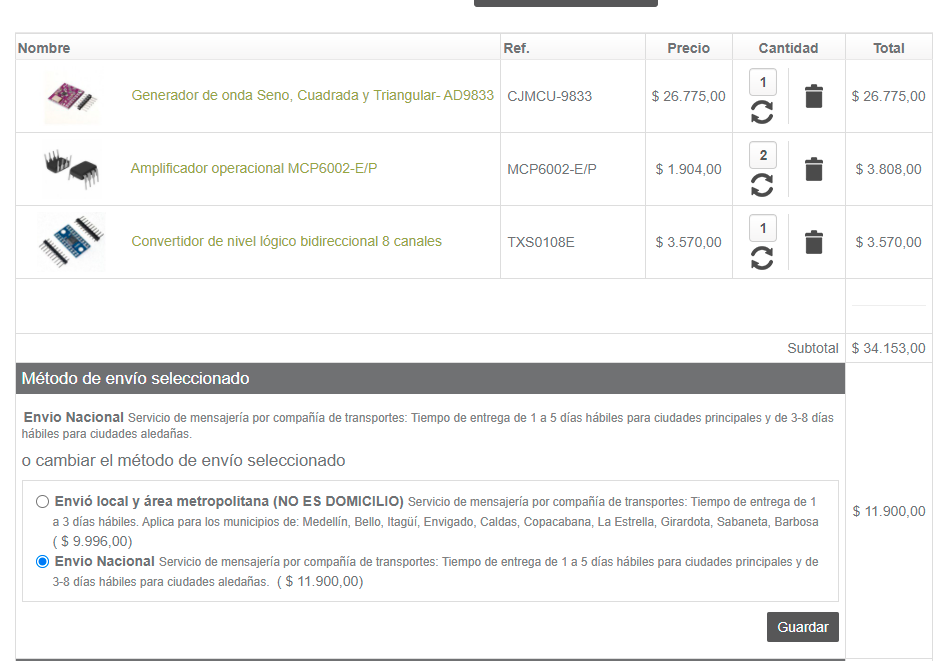 Nombre Ref. Precio Cantidad Total
Generador de onda Seno, Cuadrada y Triangular- AD9833 CJMCU-9833 $ 26.775,00 1 $ 26.775,00
Amplificador operacional MCP6002-E/P MCP6002-E/P $ 1.904,00 2 $ 3.808,00
Convertidor de nivel lógico bidireccional 8 canales TXS0108E $ 3.570,00 1 $ 3.570,00
Subtotal $ 34.153,00
Método de envío seleccionado
Envio Nacional Servicio de mensajería por compañía de transportes: Tiempo de entrega de 1 a 5 días hábiles para ciudades principales y de 3-8 días
hábiles para ciudades aledañas.
o cambiar el método de envío seleccionado
Envió local y área metropolitana (NO ES DOMICILIO) Servicio de mensajería por compañía de transportes: Tiempo de entrega de 1
a 3 días hábiles. Aplica para los municipios de: Medellín, Bello, Itagüí, Envigado, Caldas, Copacabana, La Estrella, Girardota, Sabaneta, Barbosa
$ 11.900,00
( $ 9.996,00)
Envio Nacional Servicio de mensajería por compañía de transportes: Tiempo de entrega de 1 a 5 días hábiles para ciudades principales y de
3-8 días hábiles para ciudades aledañas. ( $ 11.900,00)
Guardar